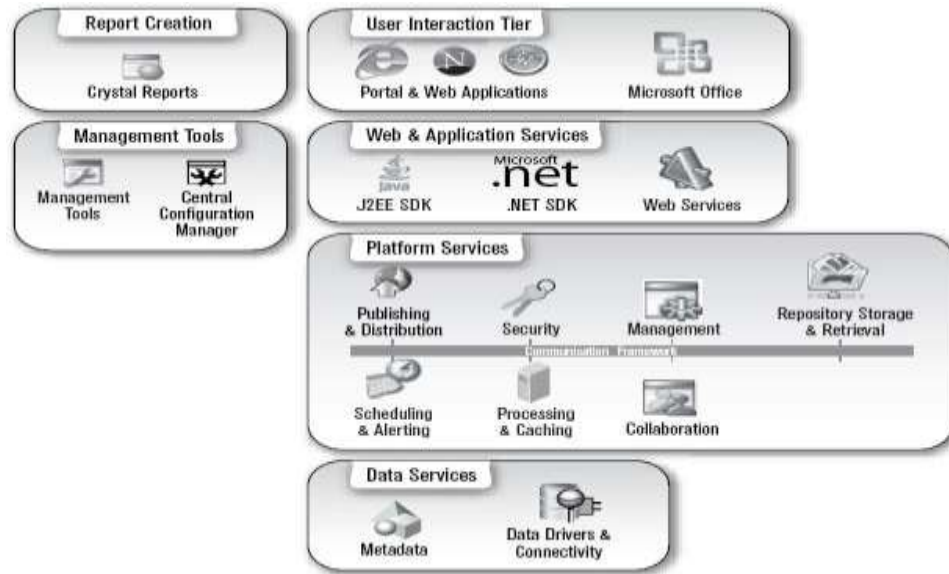 Report Creation
Crystal Reports
Management Tools
Management
Tools
Central
Configuration
Manager
User Interaction Tier
Portal & Web Applications
Microsoft Office
Web & Application Services
Java
J2EE SDK
Microsoft
.net
.NET SDK
Web Services
Platform Services
Publishing
& Distribution
Security
Management
Repository Storage
& Retrieval
Communication Framework
Scheduling
& Alerting
Processing
& Caching
Collaboration
Data Services
Metadata
Data Drivers &
Connectivity